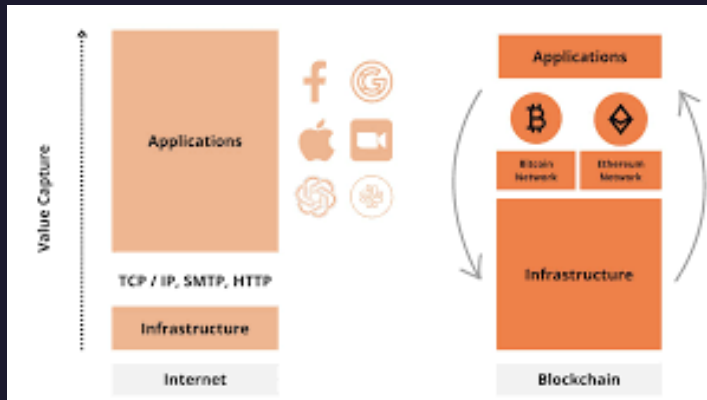 Value Capture
Applications
TCP / IP, SMTP, HTTP
Infrastructure
Internet
Applications
Bitcoin
Network
Ethereum
Network
Infrastructure
Blockchain